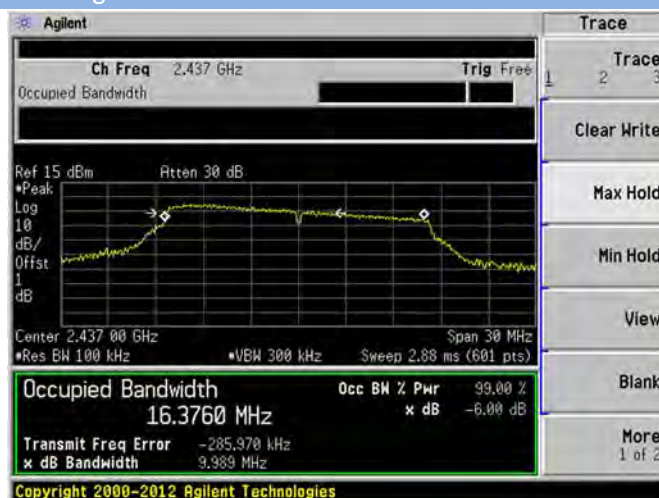 Agilent
Trace
Ch Freq 2.437 GHz Trig Free
Occupied Bandwidth
Trace
1 2 3
Clear Write
Max Hold
Min Hold
View
Blank
More
1 of 2
Ref 15 dBm Atten 30 dB
*Peak
Log
10
dB/
Offst
1
dB
Center 2.437 00 GHz Span 30 MHz
*Res BW 100 kHz *VBW 300 kHz Sweep 2.88 ms (601 pts)
Occupied Bandwidth Occ BW % Pwr 99.00 %
16.3760 MHz x dB -6.00 dB
Transmit Freq Error -285.970 kHz
x dB Bandwidth 9.989 MHz
Copyright 2000-2012 Agilent Technologies